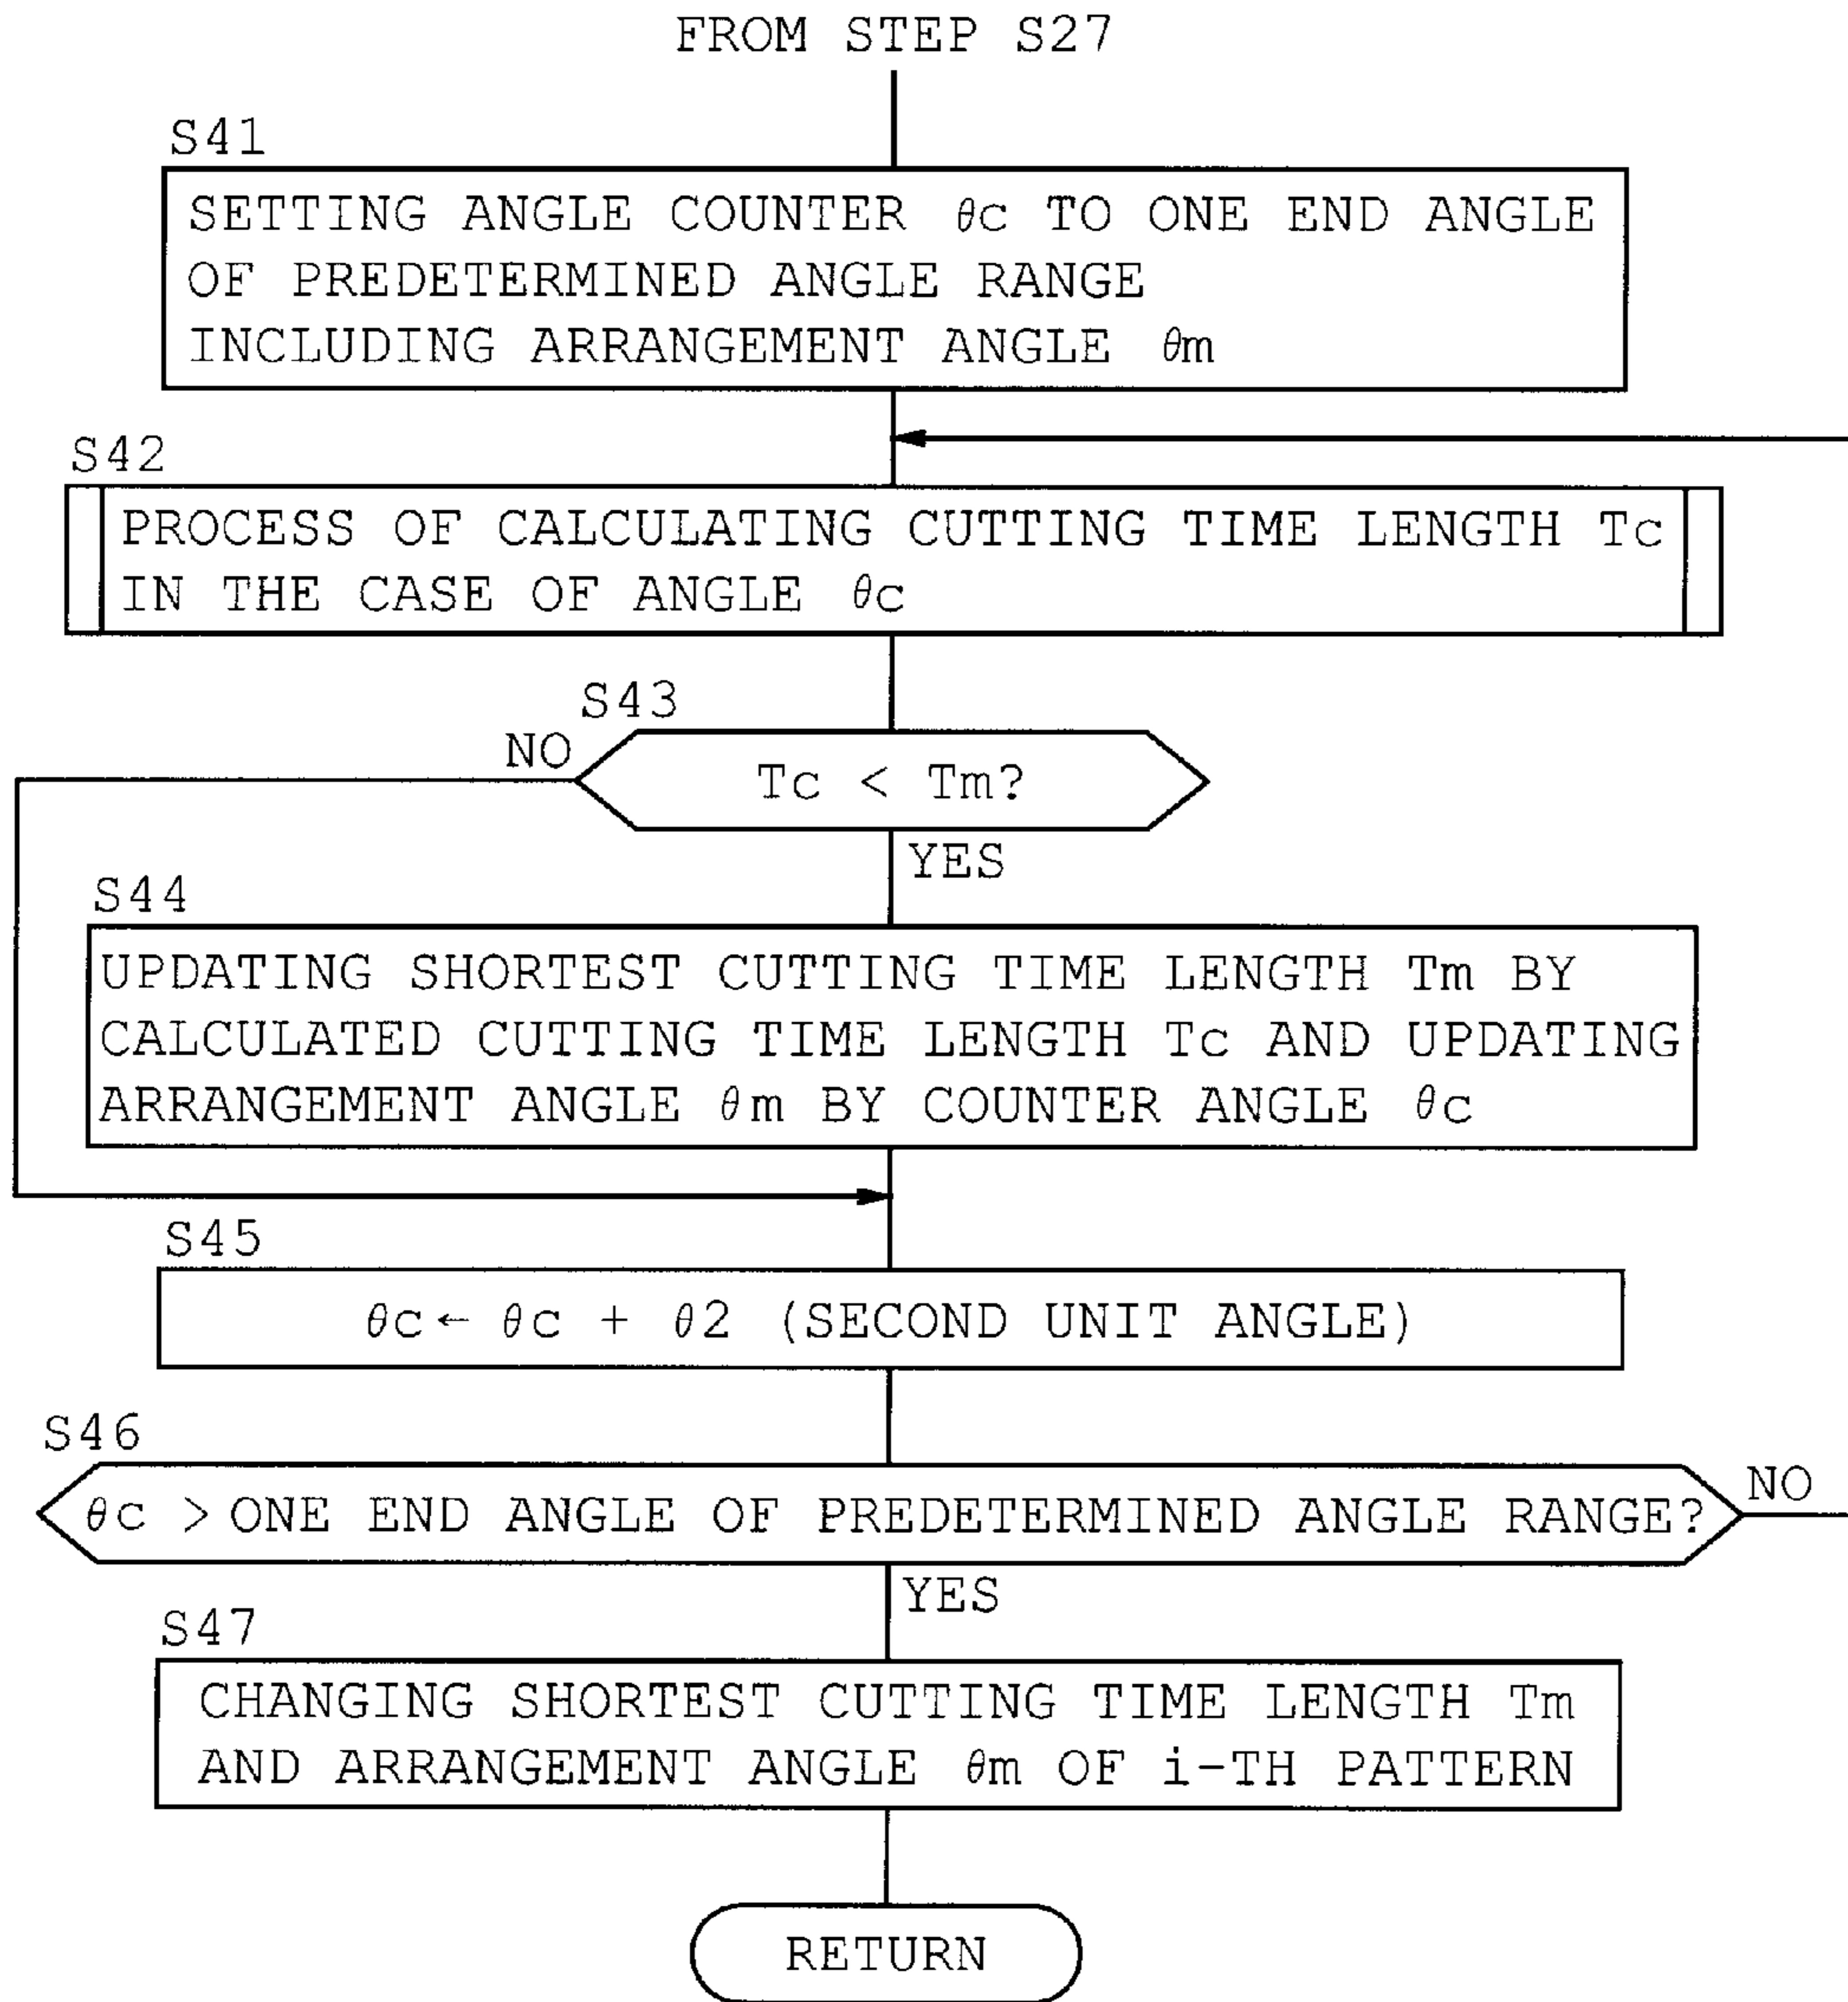 FROM STEP S27
S41
SETTING ANGLE COUNTER θc TO ONE END ANGLE
OF PREDETERMINED ANGLE RANGE
INCLUDING ARRANGEMENT ANGLE θm
S42
PROCESS OF CALCULATING CUTTING TIME LENGTH Tc
IN THE CASE OF ANGLE θc
S43
NO
Tc < Tm?
YES
S44
UPDATING SHORTEST CUTTING TIME LENGTH Tm BY
CALCULATED CUTTING TIME LENGTH Tc AND UPDATING
ARRANGEMENT ANGLE θm BY COUNTER ANGLE θc
S45
θc ← θc + θ2 (SECOND UNIT ANGLE)
S46
θc > ONE END ANGLE OF PREDETERMINED ANGLE RANGE?
NO
YES
S47
CHANGING SHORTEST CUTTING TIME LENGTH Tm
AND ARRANGEMENT ANGLE θm OF i-TH PATTERN
RETURN